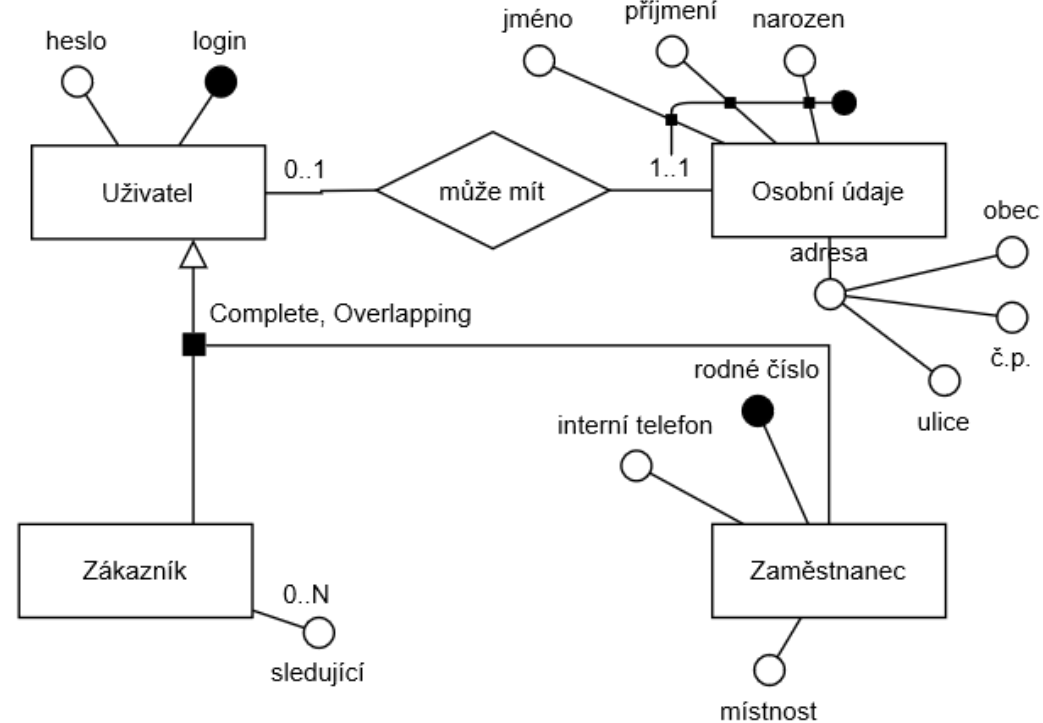 jméno
příjmení
narozen
heslo
login
0..1
1..1
Uživatel
může mít
Osobní údaje
obec
adresa
Complete, Overlapping
č.p.
rodné číslo
ulice
interní telefon
Zákazník
Zaměstnanec
0..N
sledující
místnost